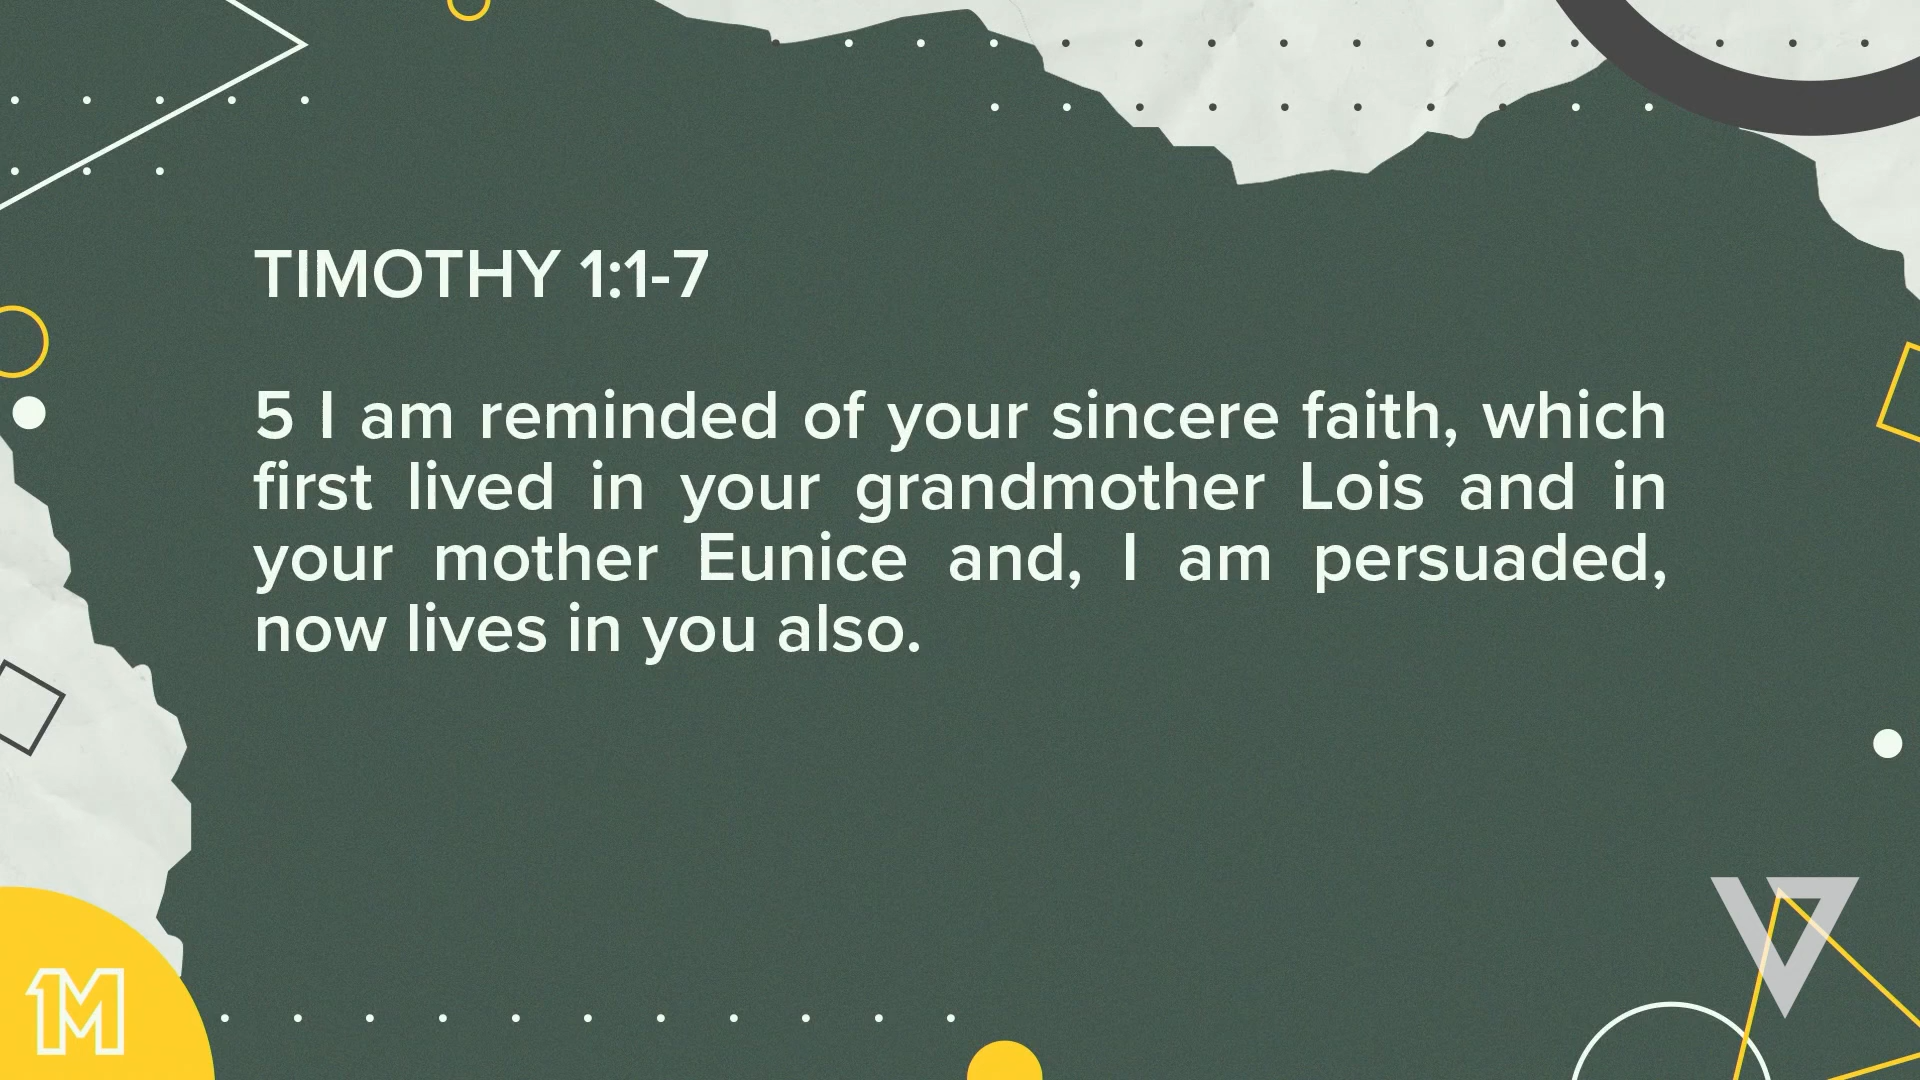 TIMOTHY 1:1-7
5 I am reminded of your sincere faith, which
first lived in your grandmother Lois and in
your mother Eunice and, I am persuaded,
now lives in you also.
1M